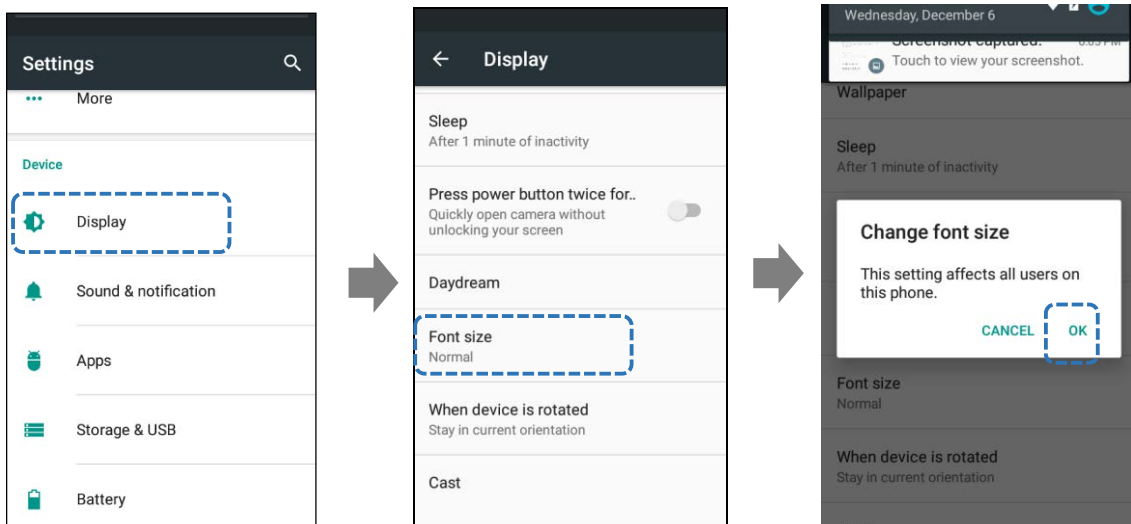 Settings
More
Device
Display
Sound & notification
Apps
Storage & USB
Battery
Display
Sleep
After 1 minute of inactivity
Press power button twice for..
Quickly open camera without
unlocking your screen
Daydream
Font size
Normal
When device is rotated
Stay in current orientation
Cast
Wednesday, December 6
Screenshot captured.
Touch to view your screenshot.
Wallpaper
Sleep
After 1 minute of inactivity
Change font size
This setting affects all users on
this phone.
CANCEL OK
Font size
Normal
When device is rotated
Stay in current orientation